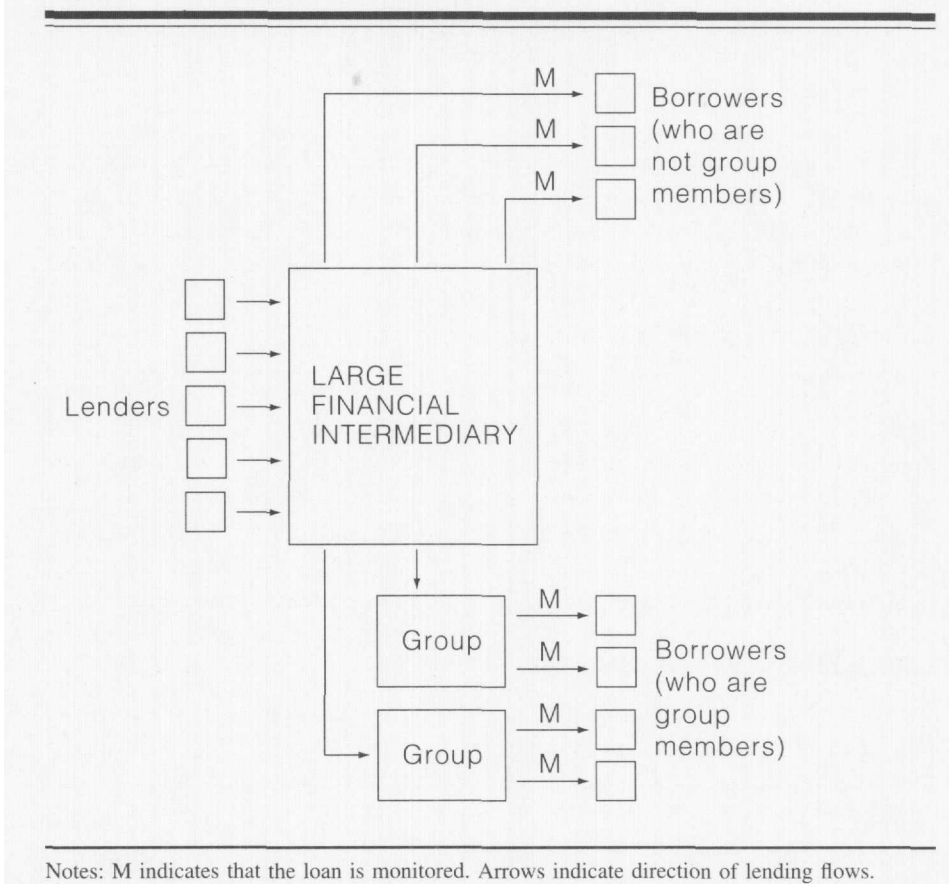 M
Borrowers
M
(who are
not group
M
members)
Lenders
LARGE
FINANCIAL
INTERMEDIARY
M
Group
M
Borrowers
(who are
M
group
members)
Group
M
Notes: M indicates that the loan is monitored. Arrows indicate direction of lending flows.